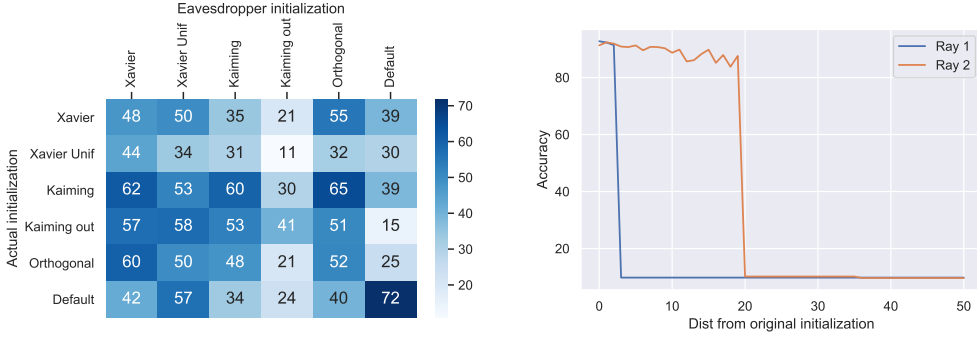 Eavesdropper initialization
Xavier
Xavier Unif
Kaiming
Kaiming out
Orthogonal
Default
Actual initialization
Xavier 48 50 35 21 55 39
Xavier Unif 44 34 31 11 32 30
Kaiming 62 53 60 30 65 39
Kaiming out 57 58 53 41 51 15
Orthogonal 60 50 48 21 52 25
Default 42 57 34 24 40 72
70
60
50
40
30
20
Accuracy
80
60
40
20
0 10 20 30 40 50
Dist from original initialization
Ray 1
Ray 2